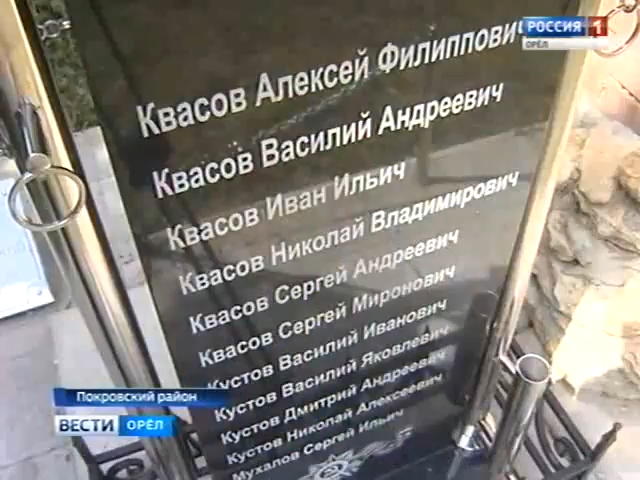 РОССИЯ 1
ОРЁЛ
Квасов Алексей Филиппович
Квасов Василий Андреевич
Квасов Иван Ильич
Квасов Николай Владимирович
Квасов Сергей Андреевич
Квасов Сергей Миронович
Кустов Василий Иванович
Кустов Василий Яковлевич
Кустов Дмитрий Андреевич
Кустов Николай Алексеевич
Мухалов Сергей Ильич
Покровский район
ВЕСТИ ОРЁЛ